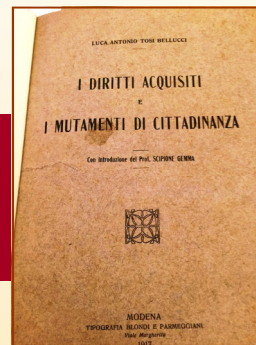 LUCA ANTONIO TOSI BELLUCCI
I DIRITTI ACQUISITI
E
I MUTAMENTI DI CITTADINANZA
Con introduzione del Prof. SCIPIONE GEMMA
MODENA
TIPOGRAFIA BLONDI E PARMEGGIANI
Viale Margherita